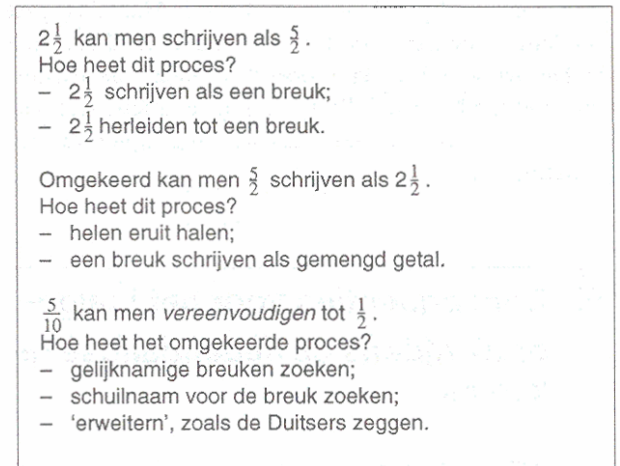 2½ kan men schrijven als 5/2.
Hoe heet dit proces?
– 2½ schrijven als een breuk;
– 2½ herleiden tot een breuk.
Omgekeerd kan men 5/2 schrijven als 2½.
Hoe heet dit proces?
– helen eruit halen;
– een breuk schrijven als gemengd getal.
5/10 kan men vereenvoudigen tot ½.
Hoe heet het omgekeerde proces?
– gelijknamige breuken zoeken;
– schuilnaam voor de breuk zoeken;
– ‘erweitern’, zoals de Duitsers zeggen.